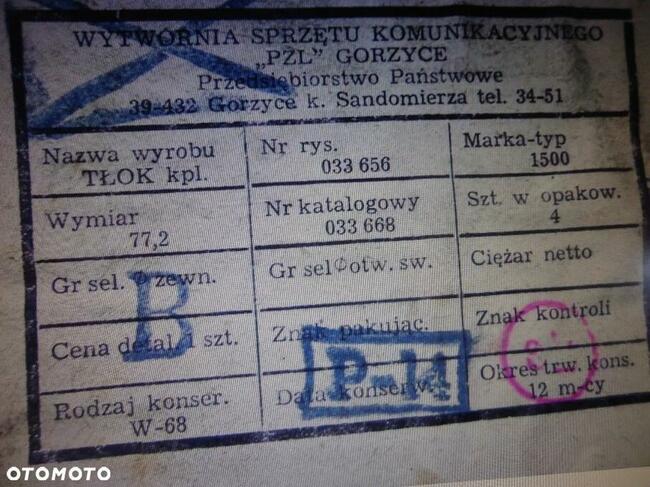 WYTWÓRNIA SPRZĘTU KOMUNIKACYJNEGO
„PZL" GORZYCE
Przedsiębiorstwo Państwowe
39-432 Gorzyce k. Sandomierza tel. 34-51
Nazwa wyrobu
TŁOK kpl.
Nr rys.
033 656
Marka-typ
1500
Wymiar
77,2
Nr katalogowy
033 668
Szt. w opakow.
4
Gr sel. Φ zewn.
B
Gr sel Φ otw. sw.
Ciężar netto
Cena detal. 1 szt.
Znak pakując.
P-14
Znak kontroli
Rodzaj konser.
W-68
Data konserw.
Okres trw. kons.
12 m-cy
OTOMOTO